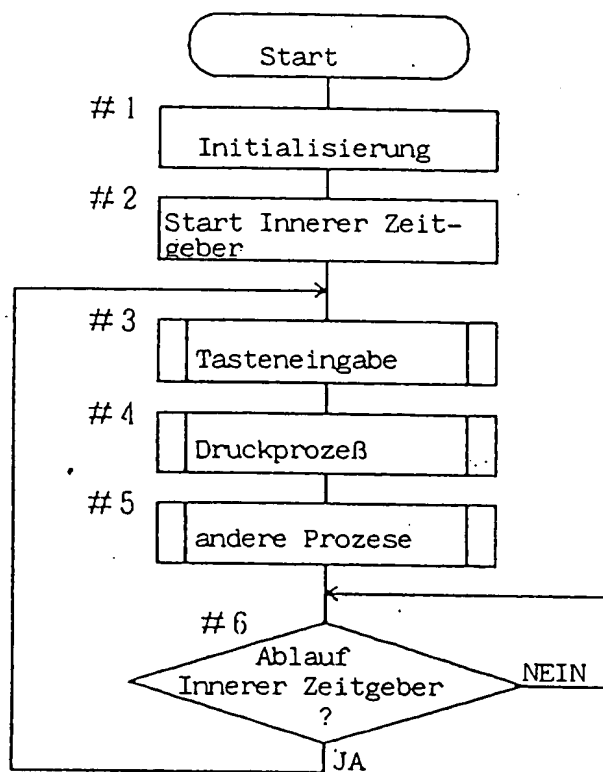 Start
#1
Initialisierung
#2
Start Innerer Zeit-
geber
#3
Tasteneingabe
#4
Druckprozeß
#5
andere Prozese
#6
Ablauf
Innerer Zeitgeber
?
NEIN
JA